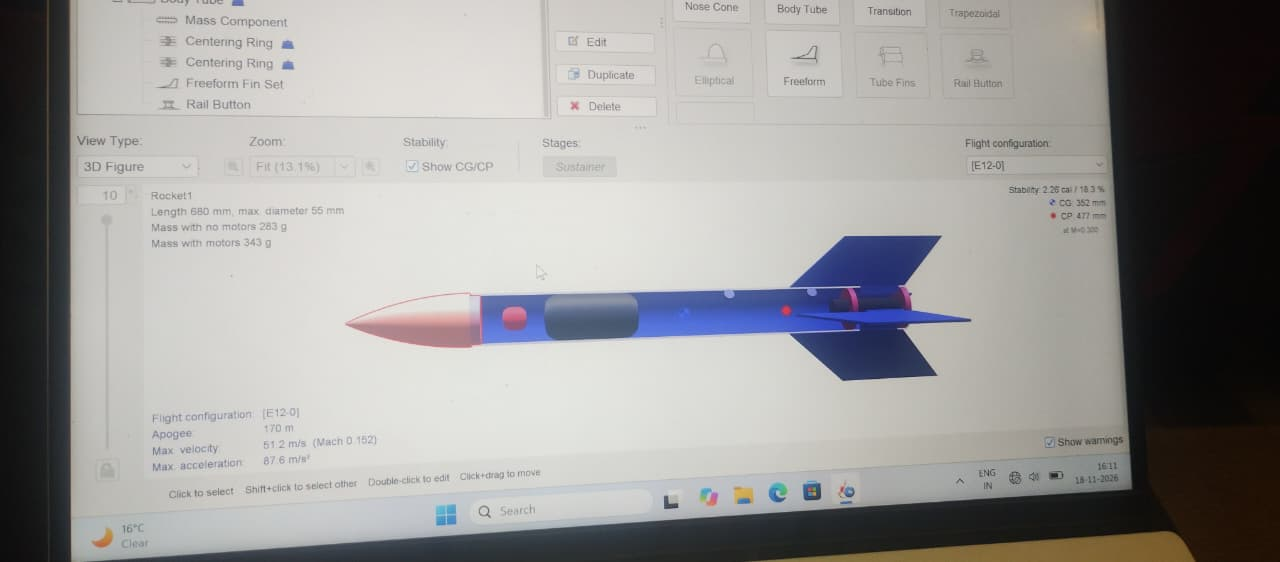 Body Tube
Mass Component
Centering Ring
Centering Ring
Freeform Fin Set
Rail Button
Edit
Duplicate
Delete
Nose Cone
Body Tube
Transition
Trapezoidal
Elliptical
Freeform
Tube Fins
Rail Button
View Type:
Zoom:
Stability:
Stages:
Flight configuration:
3D Figure
Fit (13.1%)
Show CG/CP
Sustainer
[E12-0]
10
Rocket1
Length 680 mm, max. diameter 55 mm
Mass with no motors 283 g
Mass with motors 343 g
Stability: 2.26 cal / 18.3 %
CG: 352 mm
CP: 477 mm
at M=0.300
Flight configuration: [E12-0]
Apogee: 170 m
Max. velocity: 51.2 m/s (Mach 0.152)
Max. acceleration: 87.6 m/s²
Show warnings
Click to select Shift+click to select other Double-click to edit Click+drag to move
16°C
Clear
Search
ENG
IN
16:11
18-11-2026